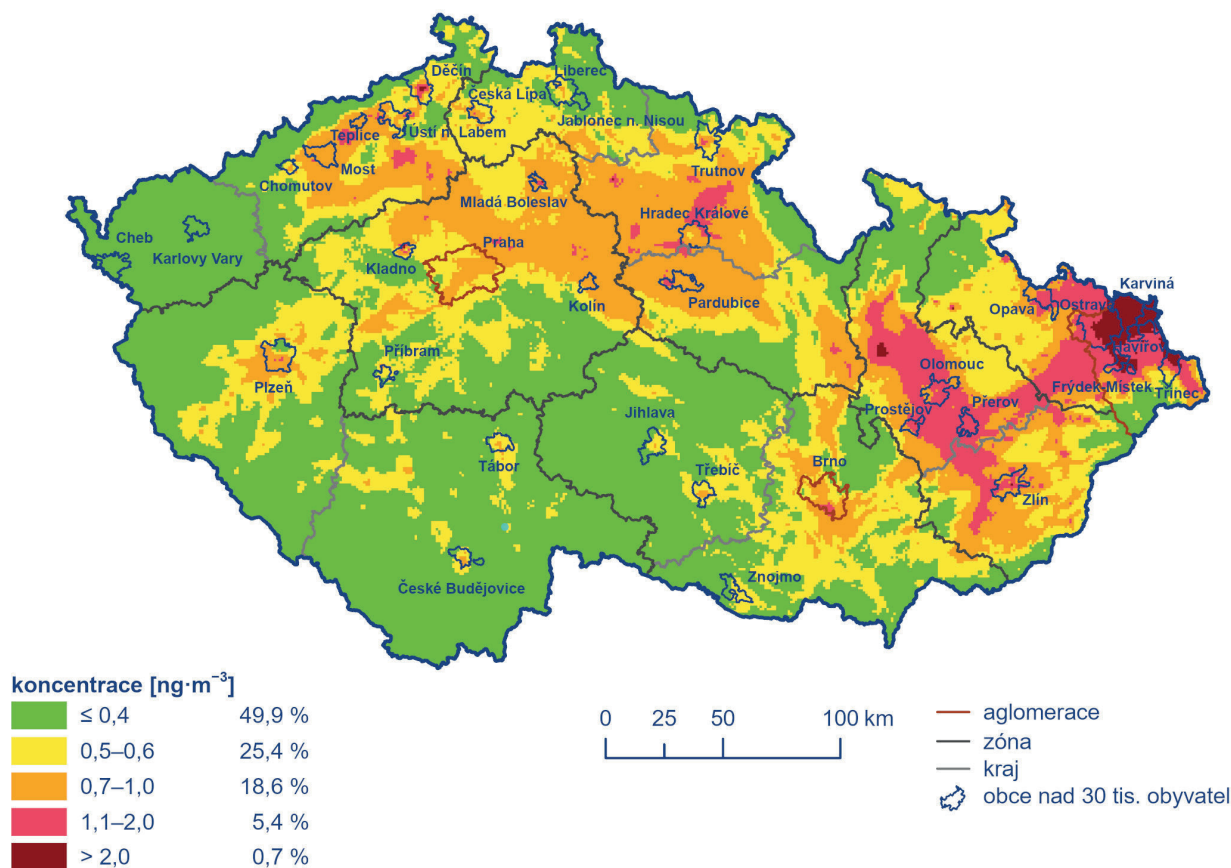 Děčín
Liberec
Česká Lípa
Jablonec n. Nisou
Teplice
Ústí n. Labem
Most
Chomutov
Trutnov
Mladá Boleslav
Hradec Králové
Cheb
Karlovy Vary
Praha
Kladno
Kolín
Pardubice
Karviná
Opava
Ostrava
Havířov
Příbram
Plzeň
Olomouc
Frýdek-Místek
Třinec
Jihlava
Prostějov
Přerov
Tábor
Třebíč
Brno
Zlín
České Budějovice
Znojmo
koncentrace [ng·m⁻³]
≤ 0,4 49,9 %
0,5–0,6 25,4 %
0,7–1,0 18,6 %
1,1–2,0 5,4 %
> 2,0 0,7 %
0 25 50 100 km
aglomerace
zóna
kraj
obce nad 30 tis. obyvatel